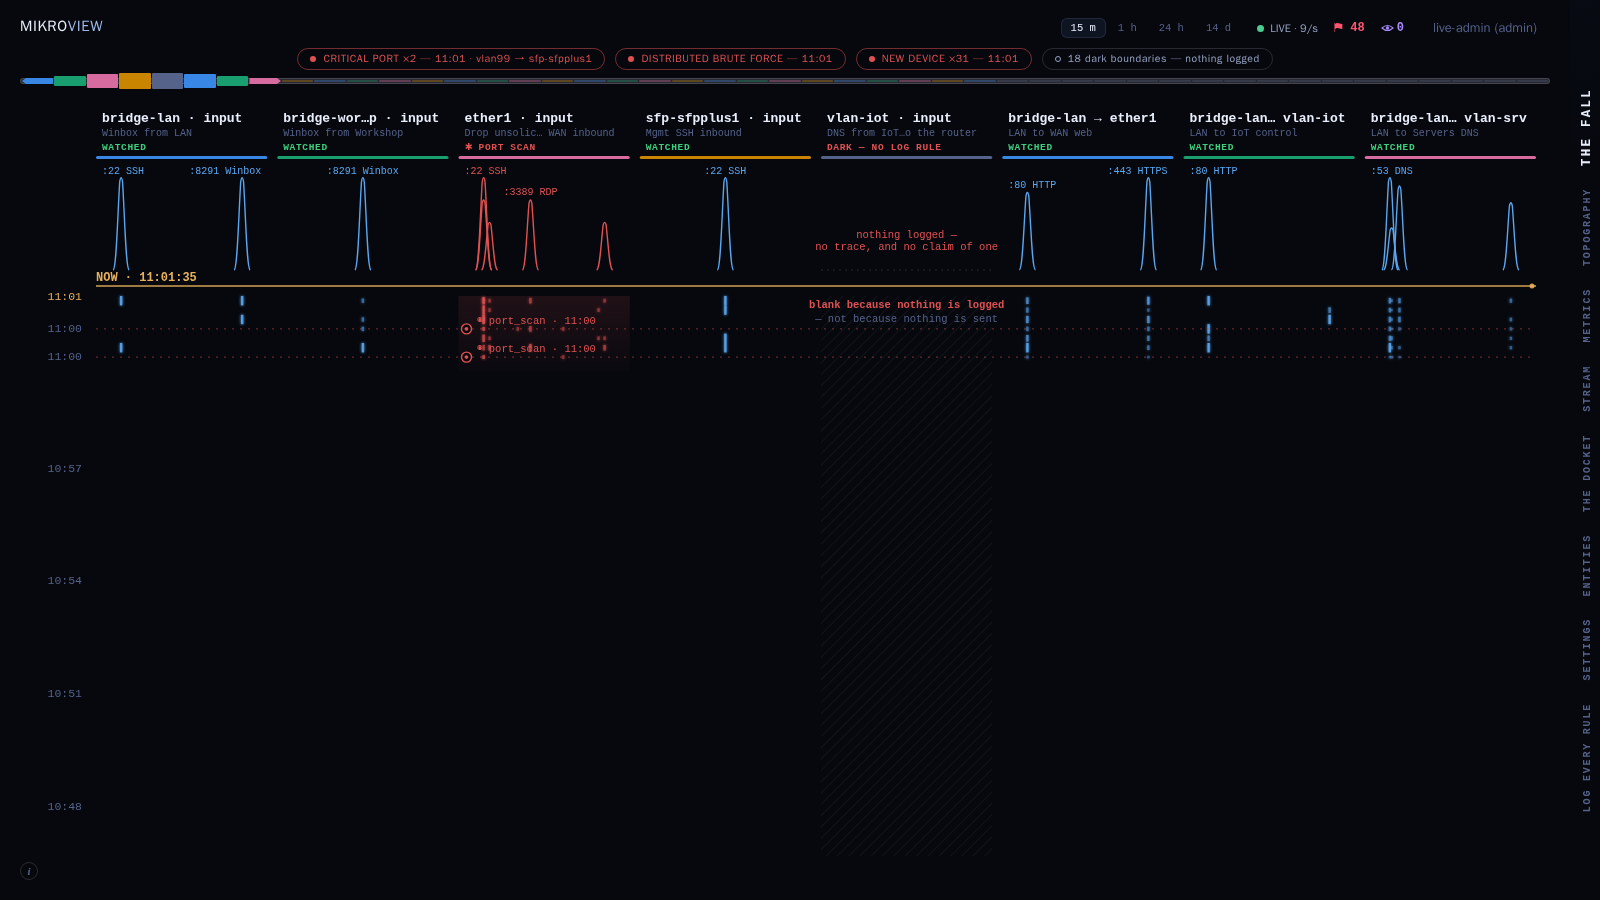 MIKROVIEW
15 m 1 h 24 h 14 d LIVE · 9/s 48 0 live-admin (admin)
CRITICAL PORT ×2 — 11:01 · vlan99 → sfp-sfpplus1
DISTRIBUTED BRUTE FORCE — 11:01
NEW DEVICE ×31 — 11:01
18 dark boundaries — nothing logged
bridge-lan · input
Winbox from LAN
WATCHED
:22 SSH :8291 Winbox
bridge-wor…p · input
Winbox from Workshop
WATCHED
:8291 Winbox
ether1 · input
Drop unsolic… WAN inbound
✱ PORT SCAN
:22 SSH
:3389 RDP
sfp-sfpplus1 · input
Mgmt SSH inbound
WATCHED
:22 SSH
vlan-iot · input
DNS from IoT…o the router
DARK — NO LOG RULE
nothing logged —
no trace, and no claim of one
bridge-lan → ether1
LAN to WAN web
WATCHED
:443 HTTPS
:80 HTTP
bridge-lan… vlan-iot
LAN to IoT control
WATCHED
:80 HTTP
bridge-lan… vlan-srv
LAN to Servers DNS
WATCHED
:53 DNS
NOW · 11:01:35
11:01
blank because nothing is logged
— not because nothing is sent
port_scan · 11:00
11:00
port_scan · 11:00
11:00
10:57
10:54
10:51
10:48
i
THE FALL
TOPOGRAPHY
METRICS
STREAM
THE DOCKET
ENTITIES
SETTINGS
LOG EVERY RULE